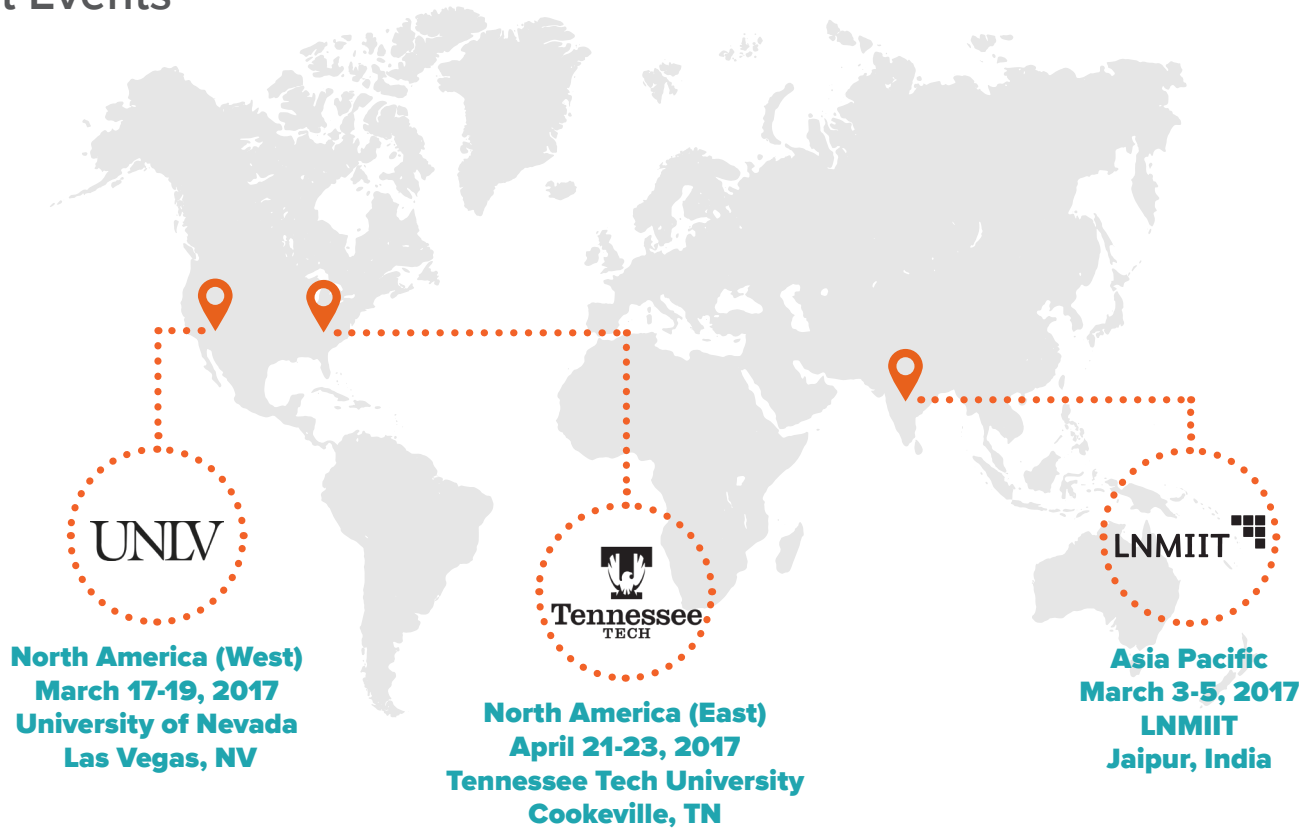 t Events
UNLV
North America (West)
March 17-19, 2017
University of Nevada
Las Vegas, NV
Tennessee
TECH
North America (East)
April 21-23, 2017
Tennessee Tech University
Cookeville, TN
LNMIIT
Asia Pacific
March 3-5, 2017
LNMIIT
Jaipur, India